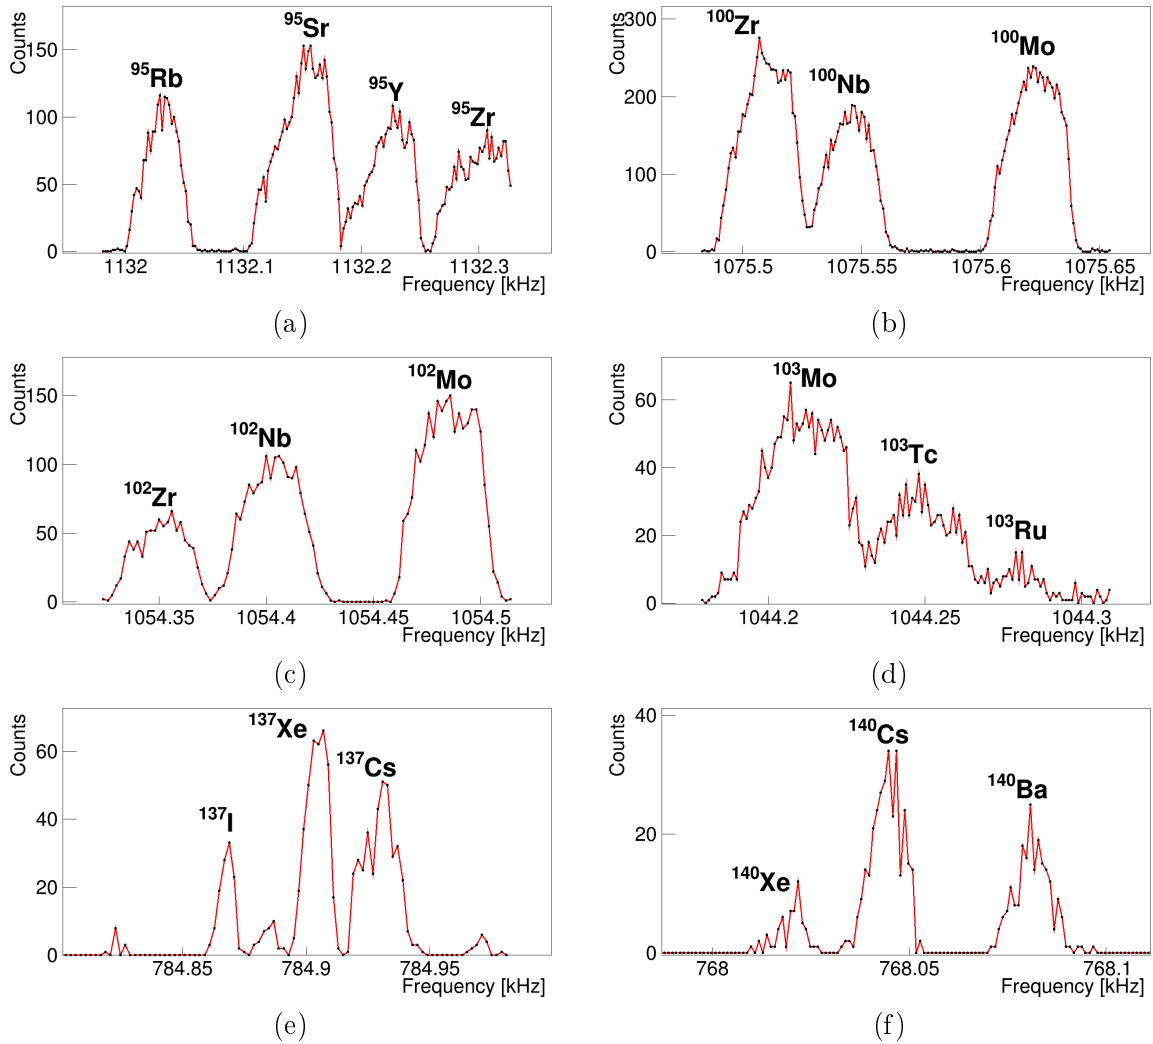 Counts
150
100
50
0
⁹⁵Rb
⁹⁵Sr
⁹⁵Y
⁹⁵Zr
1132 1132.1 1132.2 1132.3
Frequency [kHz]
(a)
Counts
300
200
100
0
¹⁰⁰Zr
¹⁰⁰Nb
¹⁰⁰Mo
1075.5 1075.55 1075.6 1075.65
Frequency [kHz]
(b)
Counts
150
100
50
0
¹⁰²Zr
¹⁰²Nb
¹⁰²Mo
1054.35 1054.4 1054.45 1054.5
Frequency [kHz]
(c)
Counts
60
40
20
0
¹⁰³Mo
¹⁰³Tc
¹⁰³Ru
1044.2 1044.25 1044.3
Frequency [kHz]
(d)
Counts
60
40
20
0
¹³⁷I
¹³⁷Xe
¹³⁷Cs
784.85 784.9 784.95
Frequency [kHz]
(e)
Counts
40
20
0
¹⁴⁰Xe
¹⁴⁰Cs
¹⁴⁰Ba
768 768.05 768.1
Frequency [kHz]
(f)